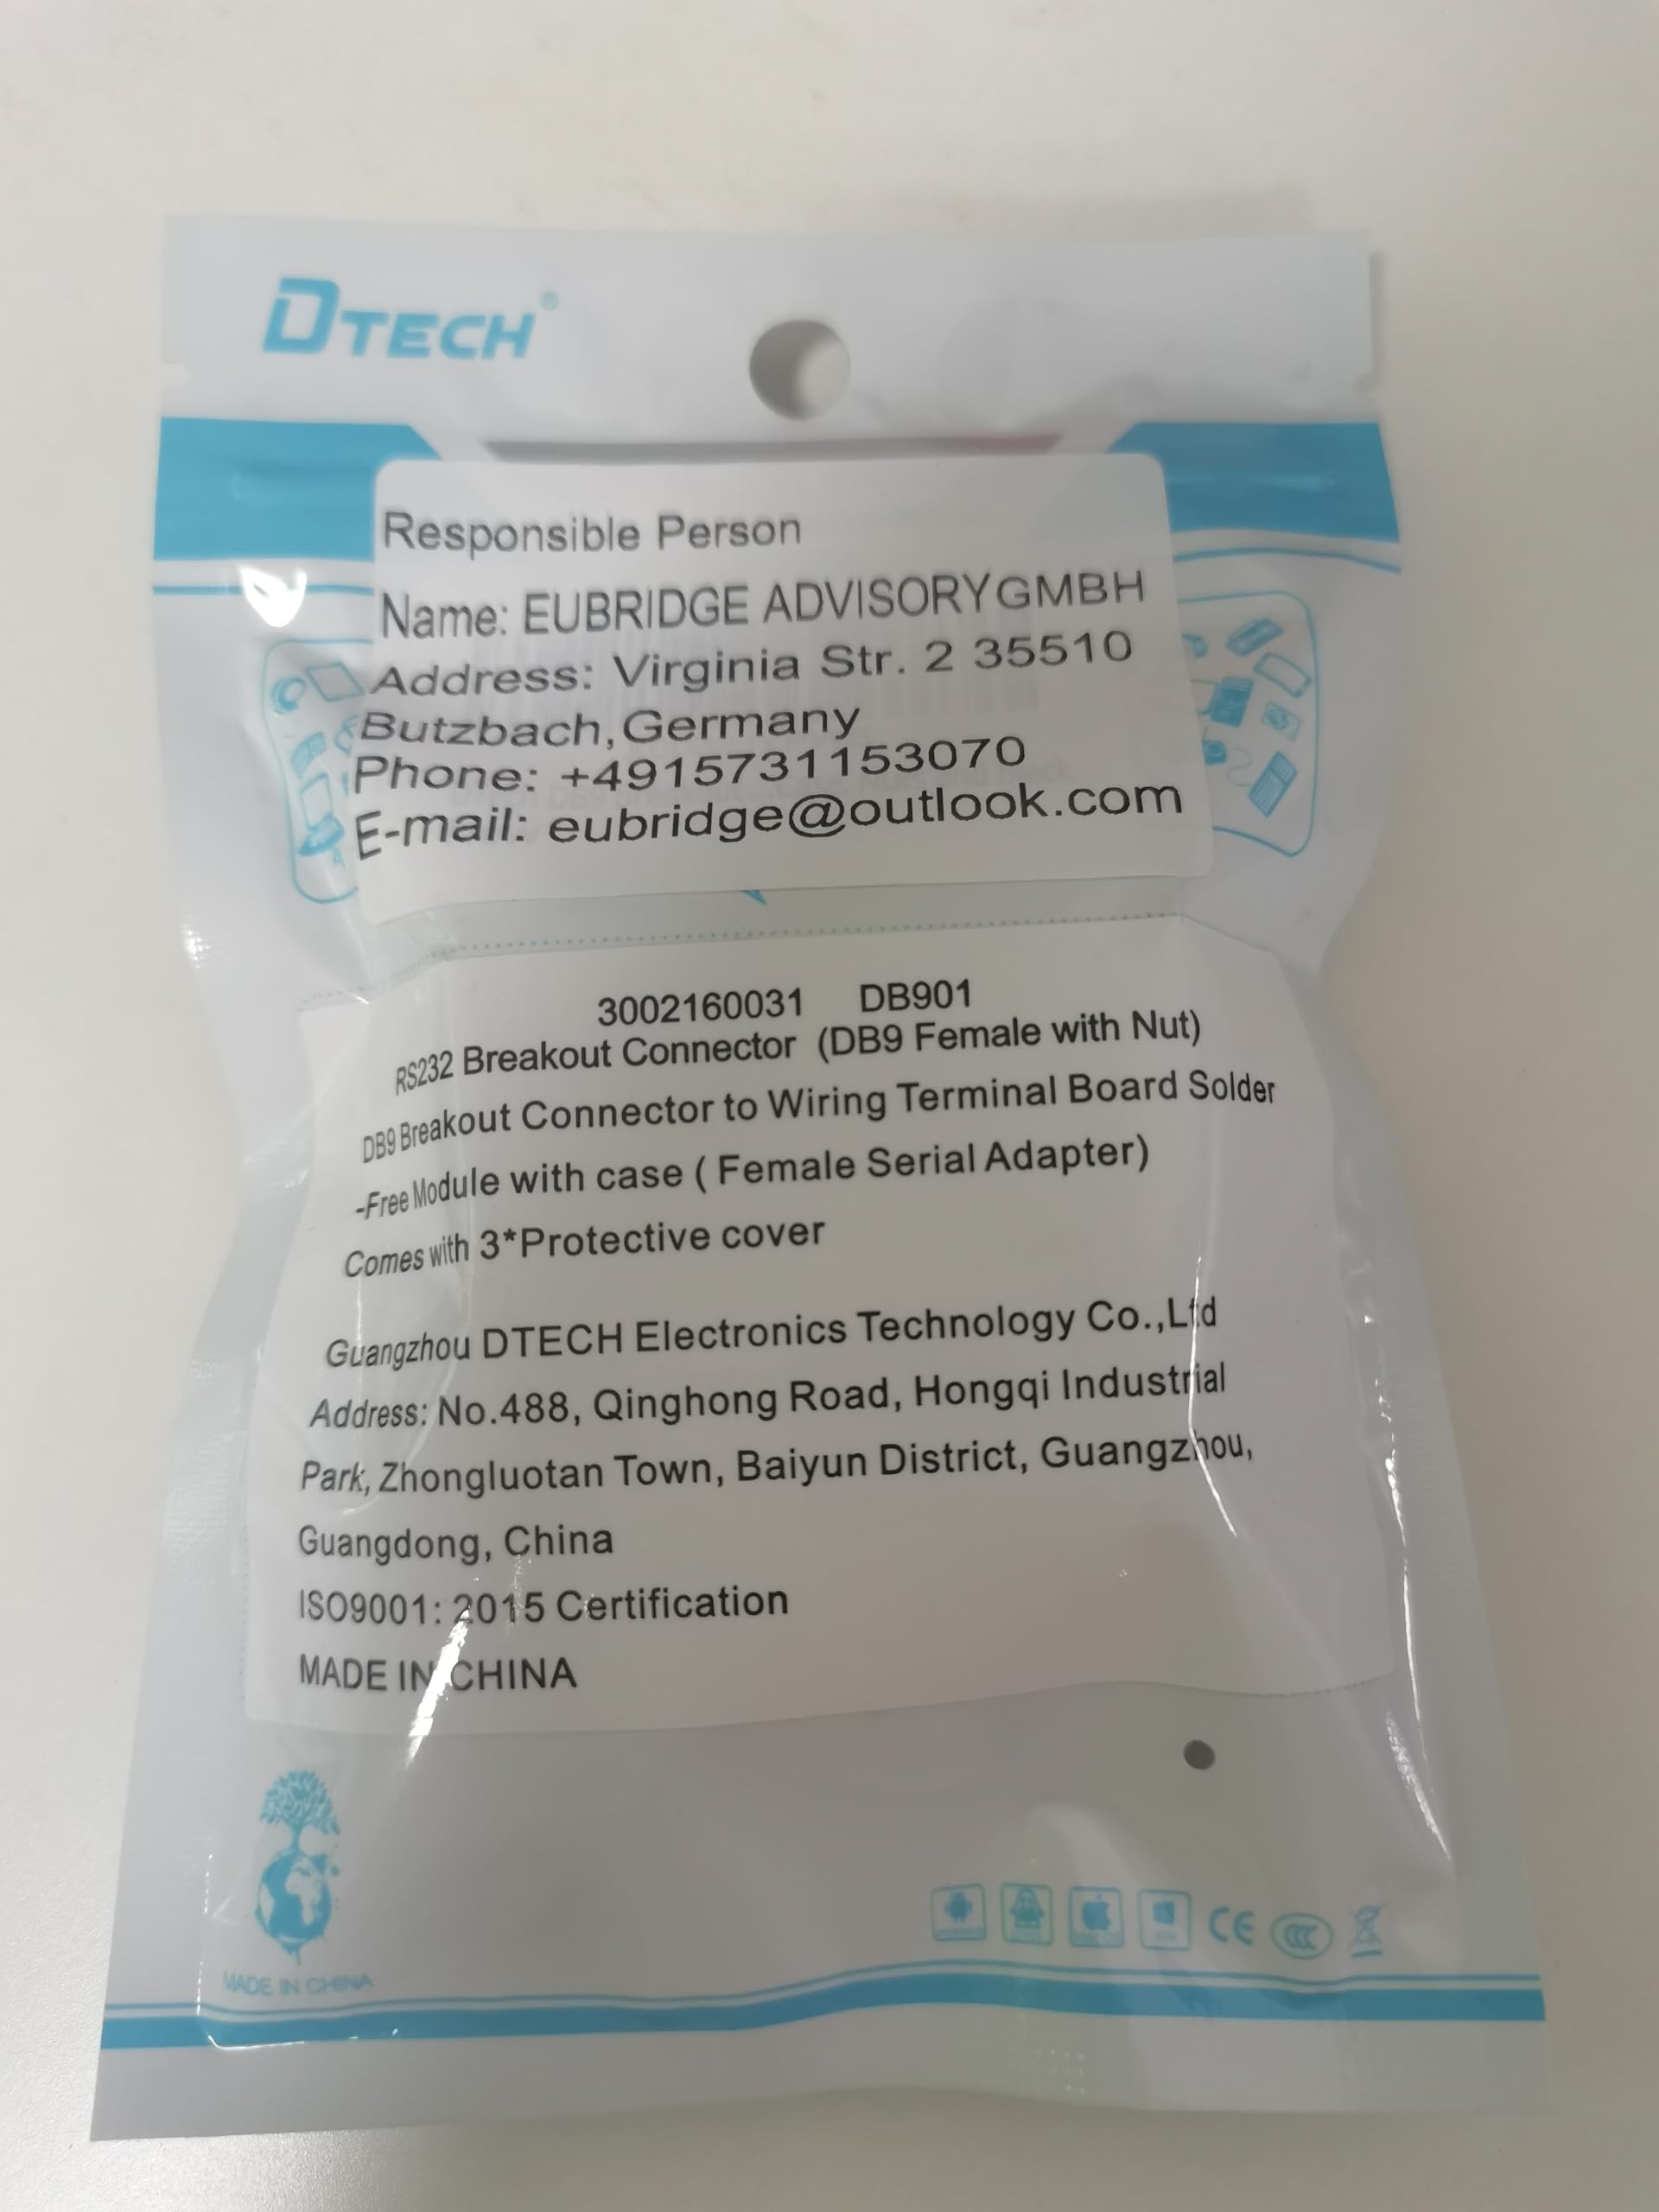 DTECH®
Responsible Person
Name: EUBRIDGE ADVISORYGMBH
Address: Virginia Str. 2 35510
Butzbach,Germany
Phone: +4915731153070
E-mail: eubridge@outlook.com
3002160031 DB901
RS232 Breakout Connector (DB9 Female with Nut)
DB9 Breakout Connector to Wiring Terminal Board Solder
-Free Module with case ( Female Serial Adapter)
Comes with 3*Protective cover
Guangzhou DTECH Electronics Technology Co.,Ltd
Address: No.488, Qinghong Road, Hongqi Industrial
Park, Zhongluotan Town, Baiyun District, Guangzhou,
Guangdong, China
ISO9001: 2015 Certification
MADE IN CHINA
CE CCC
MADE IN CHINA